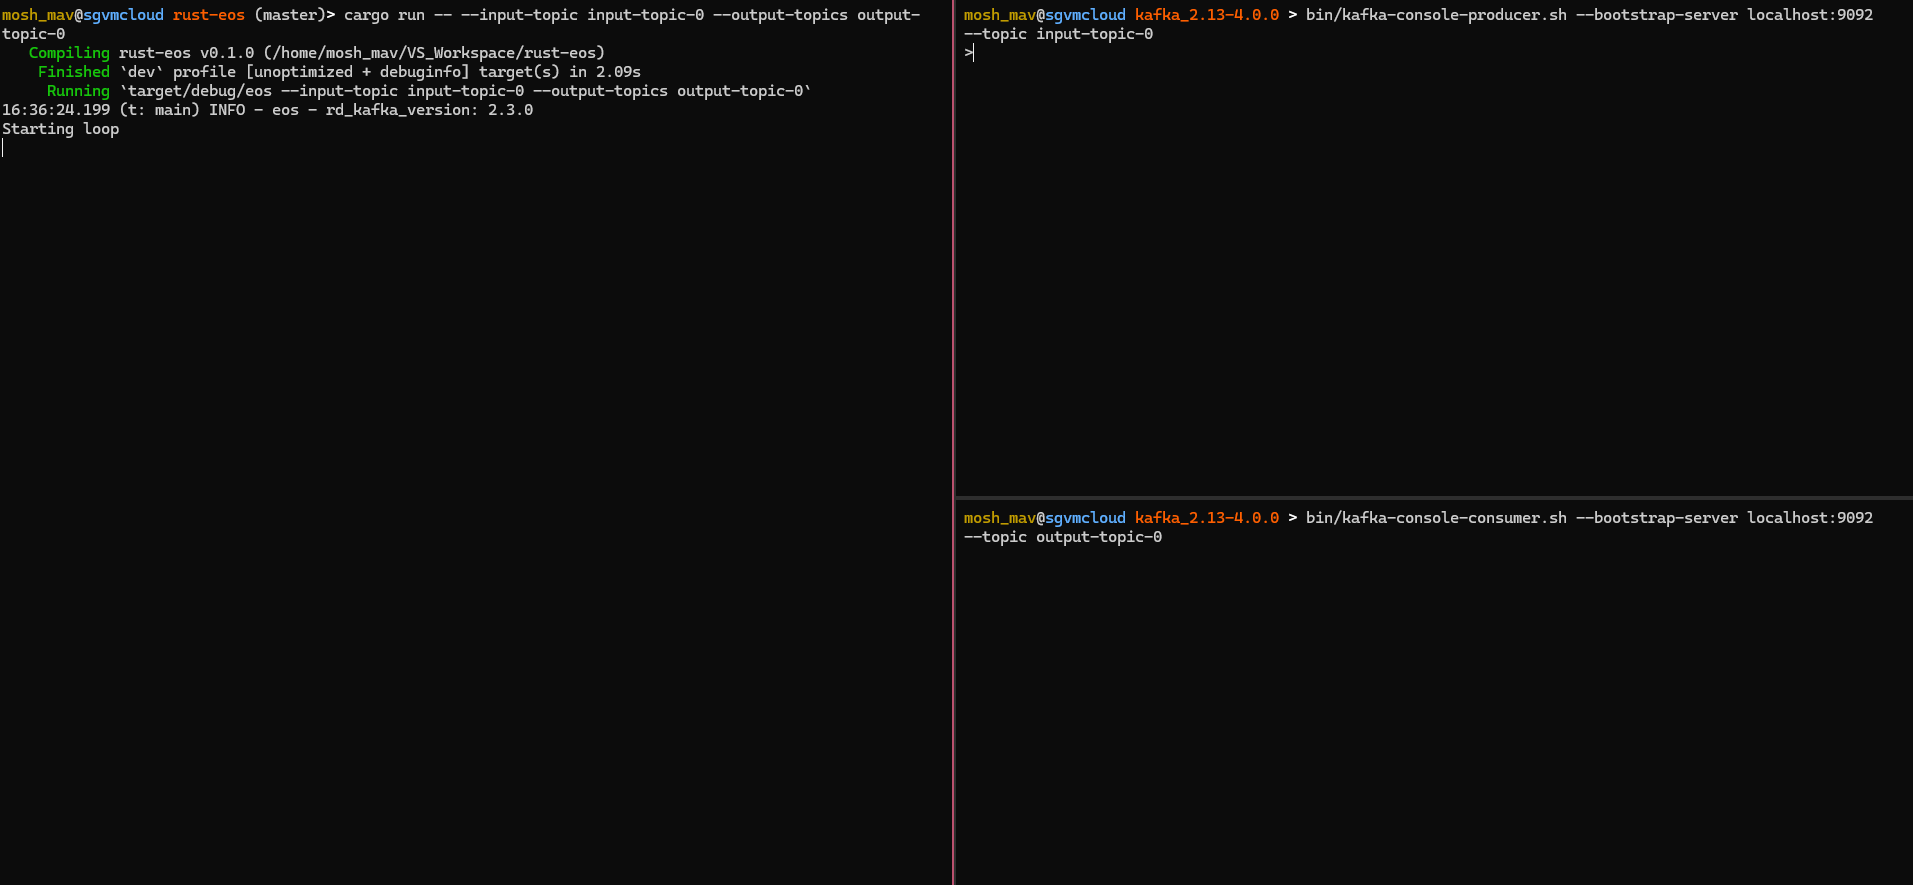 mosh_mav@sgvmcloud rust-eos (master)> cargo run -- --input-topic input-topic-0 --output-topics output-
topic-0
   Compiling rust-eos v0.1.0 (/home/mosh_mav/VS_Workspace/rust-eos)
    Finished `dev` profile [unoptimized + debuginfo] target(s) in 2.09s
     Running `target/debug/eos --input-topic input-topic-0 --output-topics output-topic-0`
16:36:24.199 (t: main) INFO - eos - rd_kafka_version: 2.3.0
Starting loop
mosh_mav@sgvmcloud kafka_2.13-4.0.0 > bin/kafka-console-producer.sh --bootstrap-server localhost:9092
--topic input-topic-0
>
mosh_mav@sgvmcloud kafka_2.13-4.0.0 > bin/kafka-console-consumer.sh --bootstrap-server localhost:9092
--topic output-topic-0